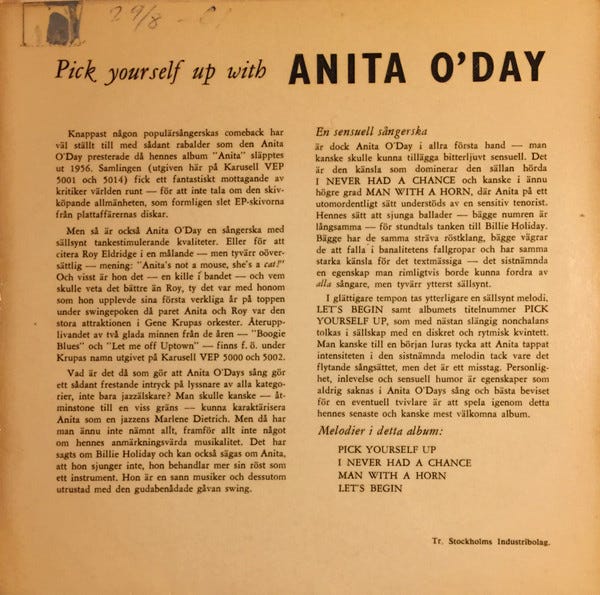 29/8 -
Pick yourself up with ANITA O'DAY
Knappast någon populärsångerskas comeback har
väl ställt till med sådant rabalder som den Anita
O'Day presterade då hennes album "Anita" släpptes
ut 1956. Samlingen (utgiven här på Karusell VEP
5001 och 5014) fick ett fantastiskt mottagande av
kritiker världen runt — för att inte tala om den skiv-
köpande allmänheten, som formligen slet EP-skivorna
från plattaffärernas diskar.
Men så är också Anita O'Day en sångerska med
sällsynt tankestimulerande kvaliteter. Eller för att
citera Roy Eldridge i en målande — men tyvärr oöver-
sättlig — mening: "Anita's not a mouse, she's a cat!"
Och visst är hon det — en kille i bandet — och vem
skulle veta det bättre än Roy, ty det var med honom
som hon upplevde sina första verkliga år på toppen
under swingepoken då paret Anita och Roy var den
stora attraktionen i Gene Krupas orkester. Återupp-
livandet av två glada minnen från de åren — "Boogie
Blues" och "Let me off Uptown" — finns f. ö. under
Krupas namn utgivet på Karusell VEP 5000 och 5002.
Vad är det då som gör att Anita O'Days sång gör
ett sådant frestande intryck på lyssnare av alla katego-
rier, inte bara jazzälskare? Man skulle kanske — åt-
minstone till en viss gräns — kunna karaktärisera
Anita som en jazzens Marlene Dietrich. Men då har
man ännu inte nämnt allt, framför allt inte något
om hennes anmärkningsvärda musikalitet. Det har
sagts om Billie Holiday och kan också sägas om Anita,
att hon sjunger inte, hon behandlar mer sin röst som
ett instrument. Hon är en sann musiker och dessutom
utrustad med den gudabenådade gåvan swing.
En sensuell sångerska
är dock Anita O'Day i allra första hand — man
kanske skulle kunna tillägga bitterljuvt sensuell. Det
är den känsla som dominerar den sällan hörda
I NEVER HAD A CHANCE och kanske i ännu
högre grad MAN WITH A HORN, där Anita på ett
utomordentligt sätt understöds av en sensitiv tenorist.
Hennes sätt att sjunga ballader — bägge numren är
långsamma — för stundtals tanken till Billie Holiday.
Bägge har de samma sträva röstklang, bägge vägrar
de att falla i banalitetens fallgropar och har samma
starka känsla för det textmässiga — det sistnämnda
en egenskap man rimligtvis borde kunna fordra av
alla sångare, men tyvärr ytterst sällsynt.
I glättigare tempon tas ytterligare en sällsynt melodi,
LET'S BEGIN samt albumets titelnummer PICK
YOURSELF UP, som med nästan slängig nonchalans
tolkas i sällskap med en diskret och rytmisk kvintett.
Man kanske till en början luras tycka att Anita tappat
intensiteten i den sistnämnda melodin tack vare det
flytande sångsättet, men det är ett misstag. Personlig-
het, inlevelse och sensuell humor är egenskaper som
aldrig saknas i Anita O'Days sång och bästa beviset
för en eventuell tvivlare är att spela igenom detta
hennes senaste och kanske mest välkomna album.
Melodier i detta album:
PICK YOURSELF UP
I NEVER HAD A CHANCE
MAN WITH A HORN
LET'S BEGIN
Tr. Stockholms Industribolag.